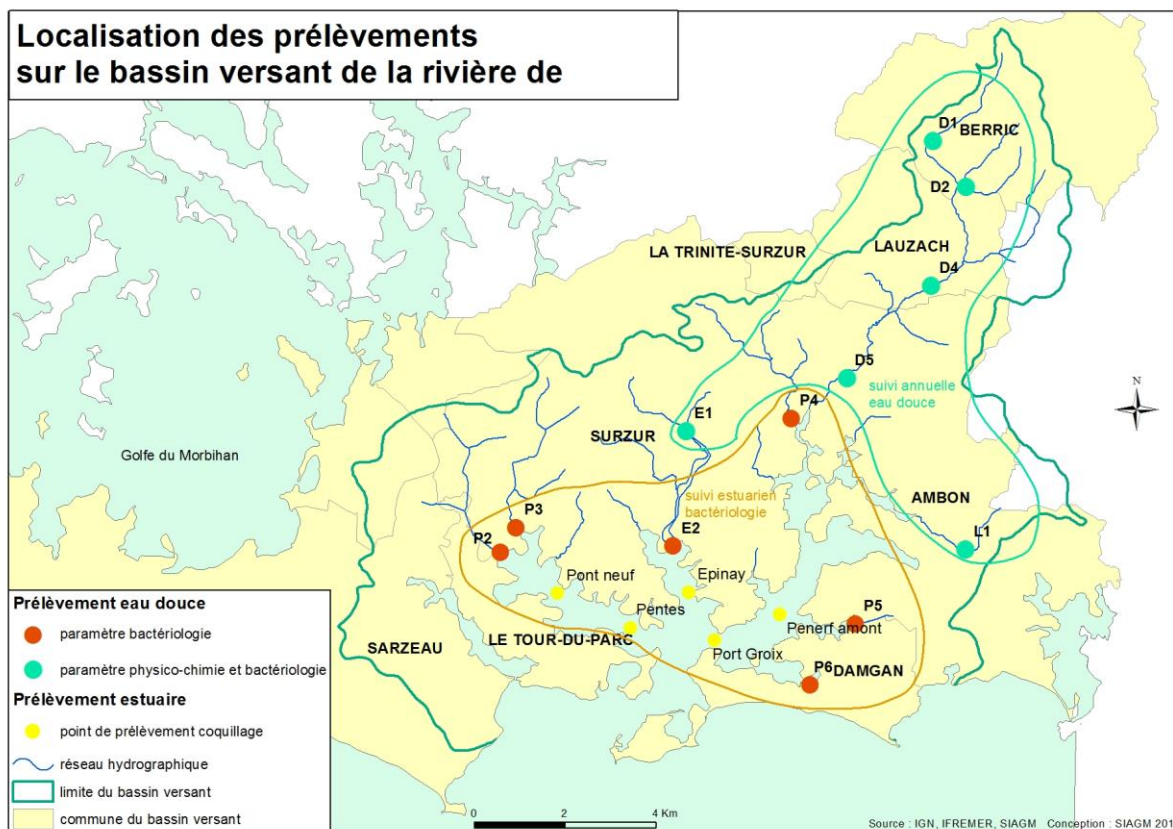 Localisation des prélèvements
sur le bassin versant de la rivière de
D1
BERRIC
D2
LA TRINITE-SURZUR
LAUZACH
D4
D5
suivi annuelle
eau douce
N
P4
E1
SURZUR
Golfe du Morbihan
suivi estuarien
bactériologie
AMBON
P3
E2
L1
P2
Pont neuf
Epinay
Pentes
P5
Penerf amont
LE TOUR-DU-PARC
SARZEAU
Port Groix
P6
DAMGAN
Prélèvement eau douce
paramètre bactériologie
paramètre physico-chimie et bactériologie
Prélèvement estuaire
point de prélèvement coquillage
réseau hydrographique
limite du bassin versant
commune du bassin versant
0 2 4 Km
Source : IGN, IFREMER, SIAGM Conception : SIAGM 201